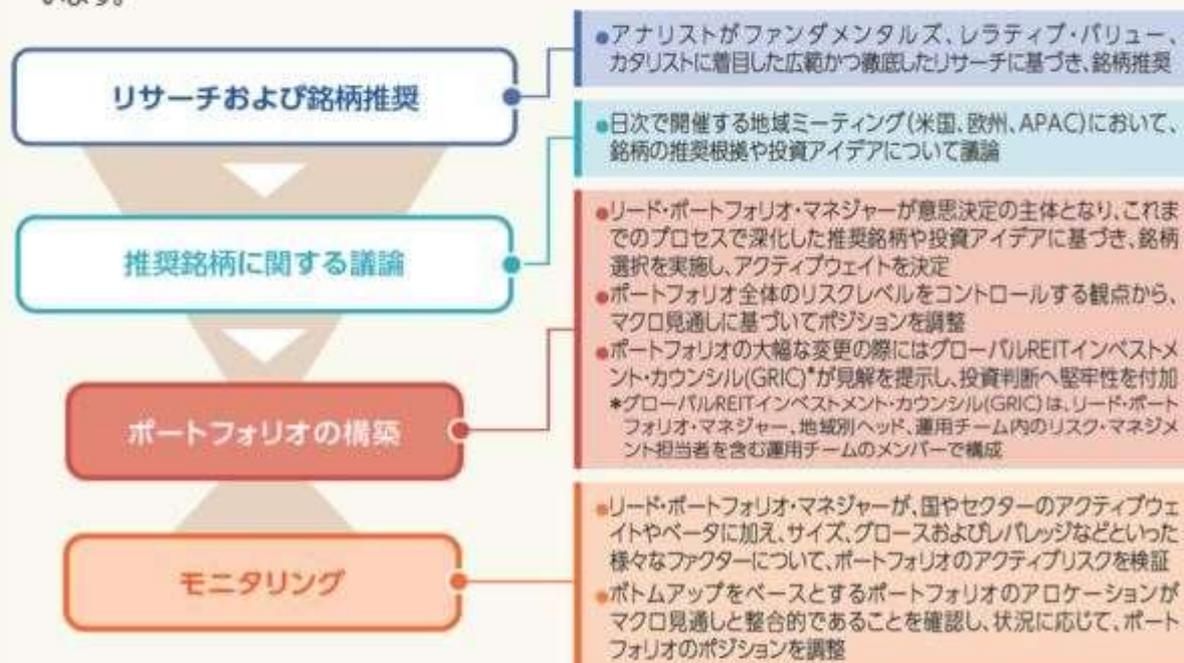 います。
リサーチおよび銘柄推奨
●アナリストがファンダメンタルズ、レラティブ・バリュー、
カタリストに着目した広範かつ徹底したリサーチに基づき、銘柄推奨
推奨銘柄に関する議論
●日次で開催する地域ミーティング(米国、欧州、APAC)において、
銘柄の推奨根拠や投資アイデアについて議論
ポートフォリオの構築
●リード・ポートフォリオ・マネジャーが意思決定の主体となり、これま
でのプロセスで深化した推奨銘柄や投資アイデアに基づき、銘柄
選択を実施し、アクティブウェイトを決定
●ポートフォリオ全体のリスクレベルをコントロールする観点から、
マクロ見通しに基づいてポジションを調整
●ポートフォリオの大幅な変更の際にはグローバルREITインベストメ
ント・カウンシル(GRIC)*が見解を提示し、投資判断へ堅牢性を付加
*グローバルREITインベストメント・カウンシル(GRIC)は、リード・ポート
フォリオ・マネジャー、地域別ヘッド、運用チーム内のリスク・マネジメ
ント担当者を含む運用チームのメンバーで構成
モニタリング
●リード・ポートフォリオ・マネジャーが、国やセクターのアクティブウェ
イトやベータに加え、サイズ、グロースおよびレバレッジなどといった
様々なファクターについて、ポートフォリオのアクティブリスクを検証
●ボトムアップをベースとするポートフォリオのアロケーションが
マクロ見通しと整合的であることを確認し、状況に応じて、ポート
フォリオのポジションを調整